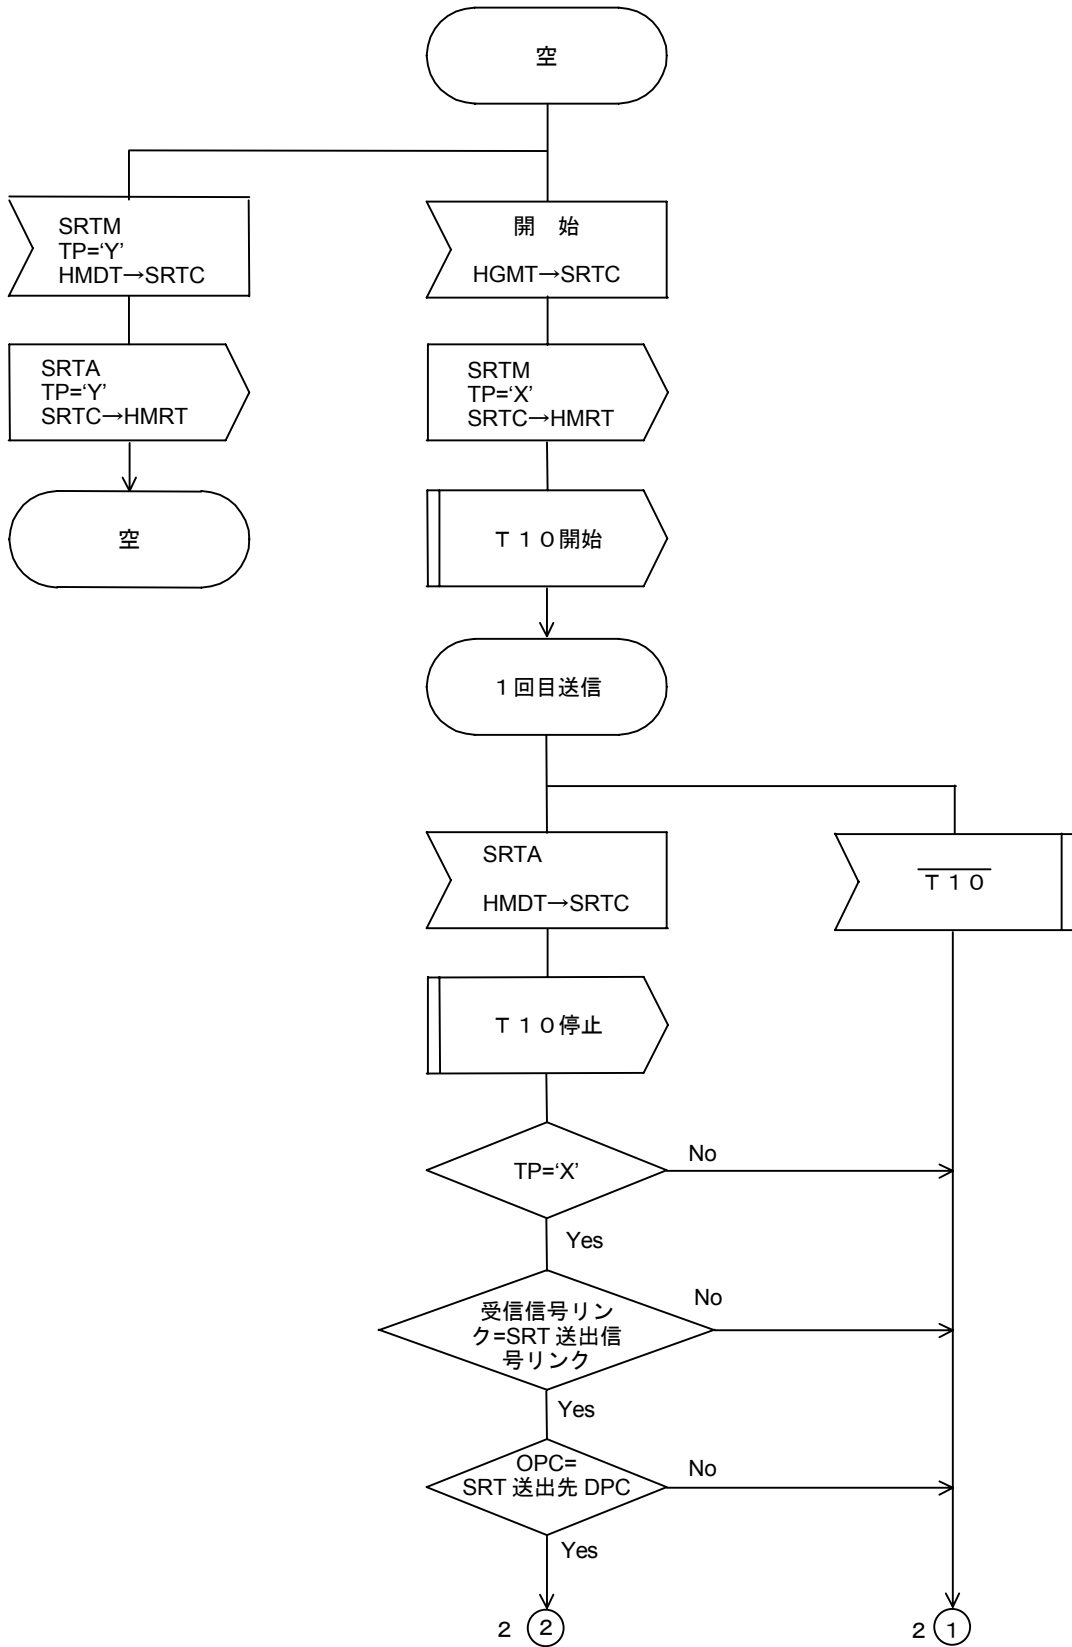 空
SRTM
TP=‘Y’
HMDT→SRTC
開　始
HGMT→SRTC
SRTA
TP=‘Y’
SRTC→HMRT
SRTM
TP=‘X’
SRTC→HMRT
空
Ｔ１０開始
１回目送信
SRTA
HMDT→SRTC
Ｔ１０
Ｔ１０停止
TP=‘X’
No
Yes
受信信号リン
ク=SRT 送出信
号リンク
No
Yes
OPC=
SRT 送出先 DPC
No
Yes
２ ②
２ ①